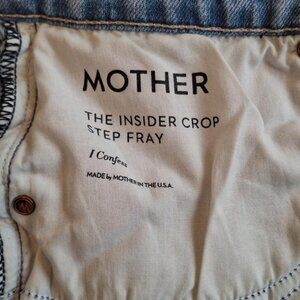 MOTHER
THE INSIDER CROP
STEP FRAY
I Confess
MADE by MOTHER IN THE U.S.A.